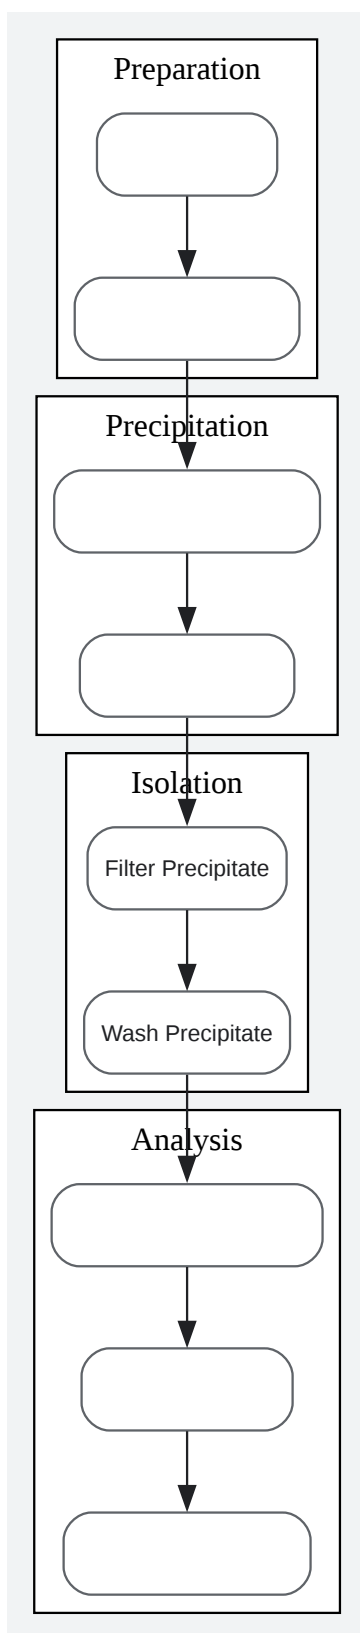 Preparation
Precipitation
Isolation
Filter Precipitate
Wash Precipitate
Analysis